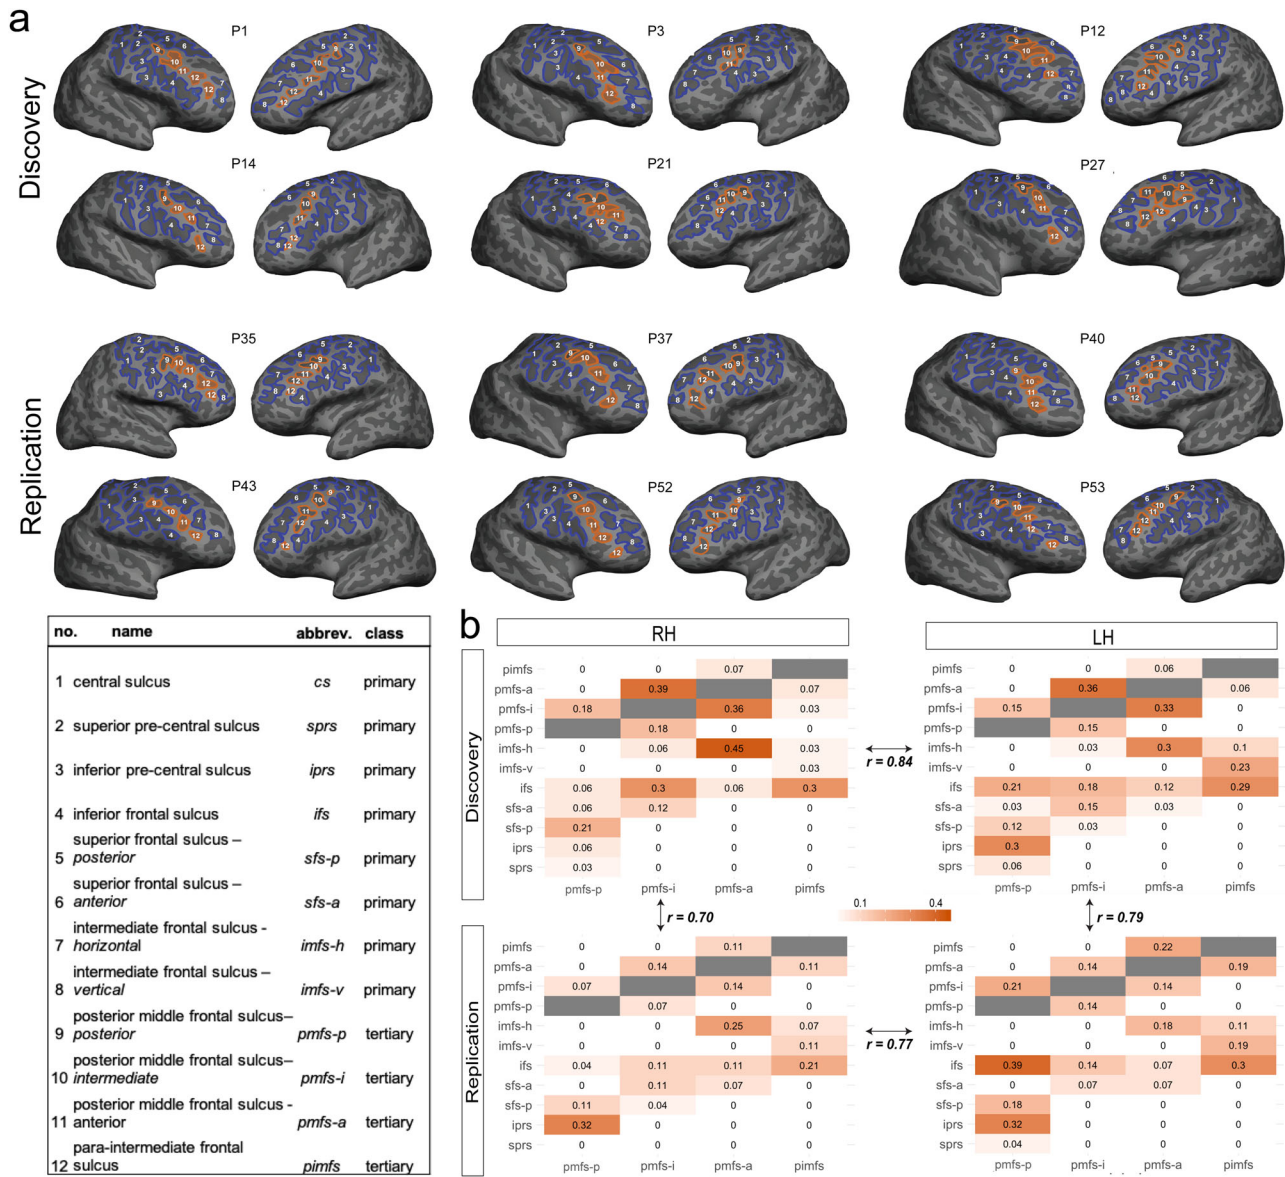 a
Discovery
P1
P3
P12
P14
P21
P27
Replication
P35
P37
P40
P43
P52
P53
no. name abbrev. class
1 central sulcus cs primary
2 superior pre-central sulcus sprs primary
3 inferior pre-central sulcus iprs primary
4 inferior frontal sulcus ifs primary
superior frontal sulcus –
5 posterior sfs-p primary
superior frontal sulcus –
6 anterior sfs-a primary
intermediate frontal sulcus -
7 horizontal imfs-h primary
intermediate frontal sulcus –
8 vertical imfs-v primary
posterior middle frontal sulcus–
9 posterior pmfs-p tertiary
posterior middle frontal sulcus–
10 intermediate pmfs-i tertiary
posterior middle frontal sulcus -
11 anterior pmfs-a tertiary
para-intermediate frontal
12 sulcus pimfs tertiary
b
RH
Discovery
pimfs 0 0 0.07
pmfs-a 0 0.39 0.07
pmfs-i 0.18 0.36 0.03
pmfs-p 0.18 0 0
imfs-h 0 0.06 0.45 0.03
imfs-v 0 0 0 0.03
ifs 0.06 0.3 0.06 0.3
sfs-a 0.06 0.12 0 0
sfs-p 0.21 0 0 0
iprs 0.06 0 0 0
sprs 0.03 0 0 0
pmfs-p pmfs-i pmfs-a pimfs
r = 0.84
LH
pimfs 0 0 0.06
pmfs-a 0 0.36 0.06
pmfs-i 0.15 0.33 0
pmfs-p 0.15 0 0
imfs-h 0 0.03 0.3 0.1
imfs-v 0 0 0 0.23
ifs 0.21 0.18 0.12 0.29
sfs-a 0.03 0.15 0.03 0
sfs-p 0.12 0.03 0 0
iprs 0.3 0 0 0
sprs 0.06 0 0 0
pmfs-p pmfs-i pmfs-a pimfs
r = 0.70
0.1 0.4
r = 0.79
Replication
pimfs 0 0 0.11
pmfs-a 0 0.14 0.11
pmfs-i 0.07 0.14 0
pmfs-p 0.07 0 0
imfs-h 0 0 0.25 0.07
imfs-v 0 0 0 0.11
ifs 0.04 0.11 0.11 0.21
sfs-a 0 0.11 0.07 0
sfs-p 0.11 0.04 0 0
iprs 0.32 0 0 0
sprs 0 0 0 0
pmfs-p pmfs-i pmfs-a pimfs
r = 0.77
pimfs 0 0 0.22
pmfs-a 0 0.14 0.19
pmfs-i 0.21 0.14 0
pmfs-p 0.14 0 0
imfs-h 0 0 0.18 0.11
imfs-v 0 0 0 0.19
ifs 0.39 0.14 0.07 0.3
sfs-a 0 0.07 0.07 0
sfs-p 0.18 0 0 0
iprs 0.32 0 0 0
sprs 0.04 0 0 0
pmfs-p pmfs-i pmfs-a pimfs